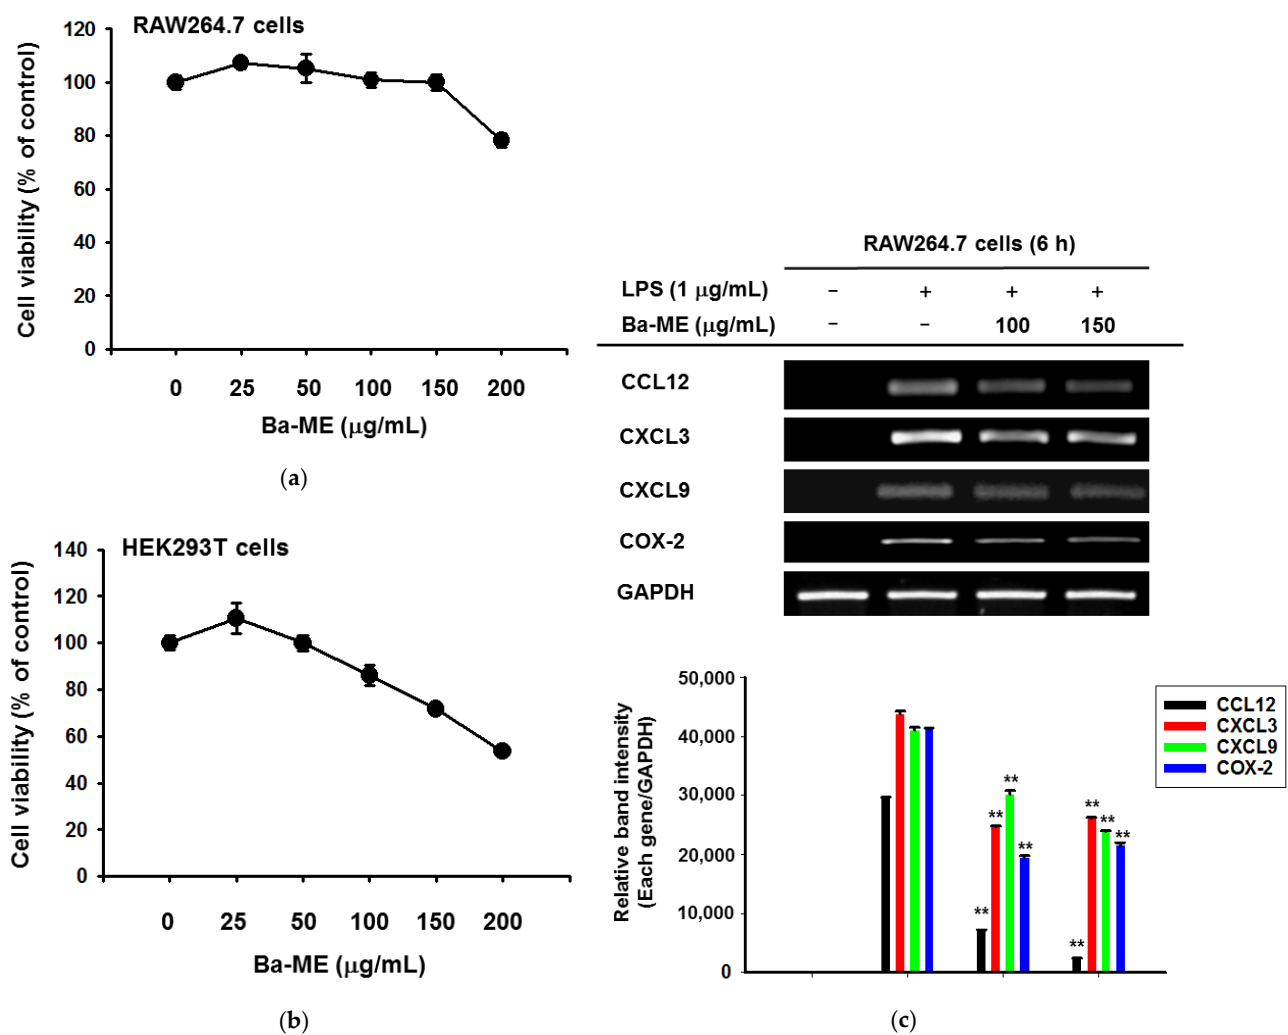 RAW264.7 cells
Cell viability (% of control)
120
100
80
60
40
20
0
0 25 50 100 150 200
Ba-ME (μg/mL)
(a)
HEK293T cells
Cell viability (% of control)
140
120
100
80
60
40
20
0
0 25 50 100 150 200
Ba-ME (μg/mL)
(b)
RAW264.7 cells (6 h)
LPS (1 μg/mL) – + + +
Ba-ME (μg/mL) – – 100 150
CCL12
CXCL3
CXCL9
COX-2
GAPDH
Relative band intensity
(Each gene/GAPDH)
50,000
40,000
30,000
20,000
10,000
0
** ** ** **
** ** ** **
CCL12
CXCL3
CXCL9
COX-2
(c)